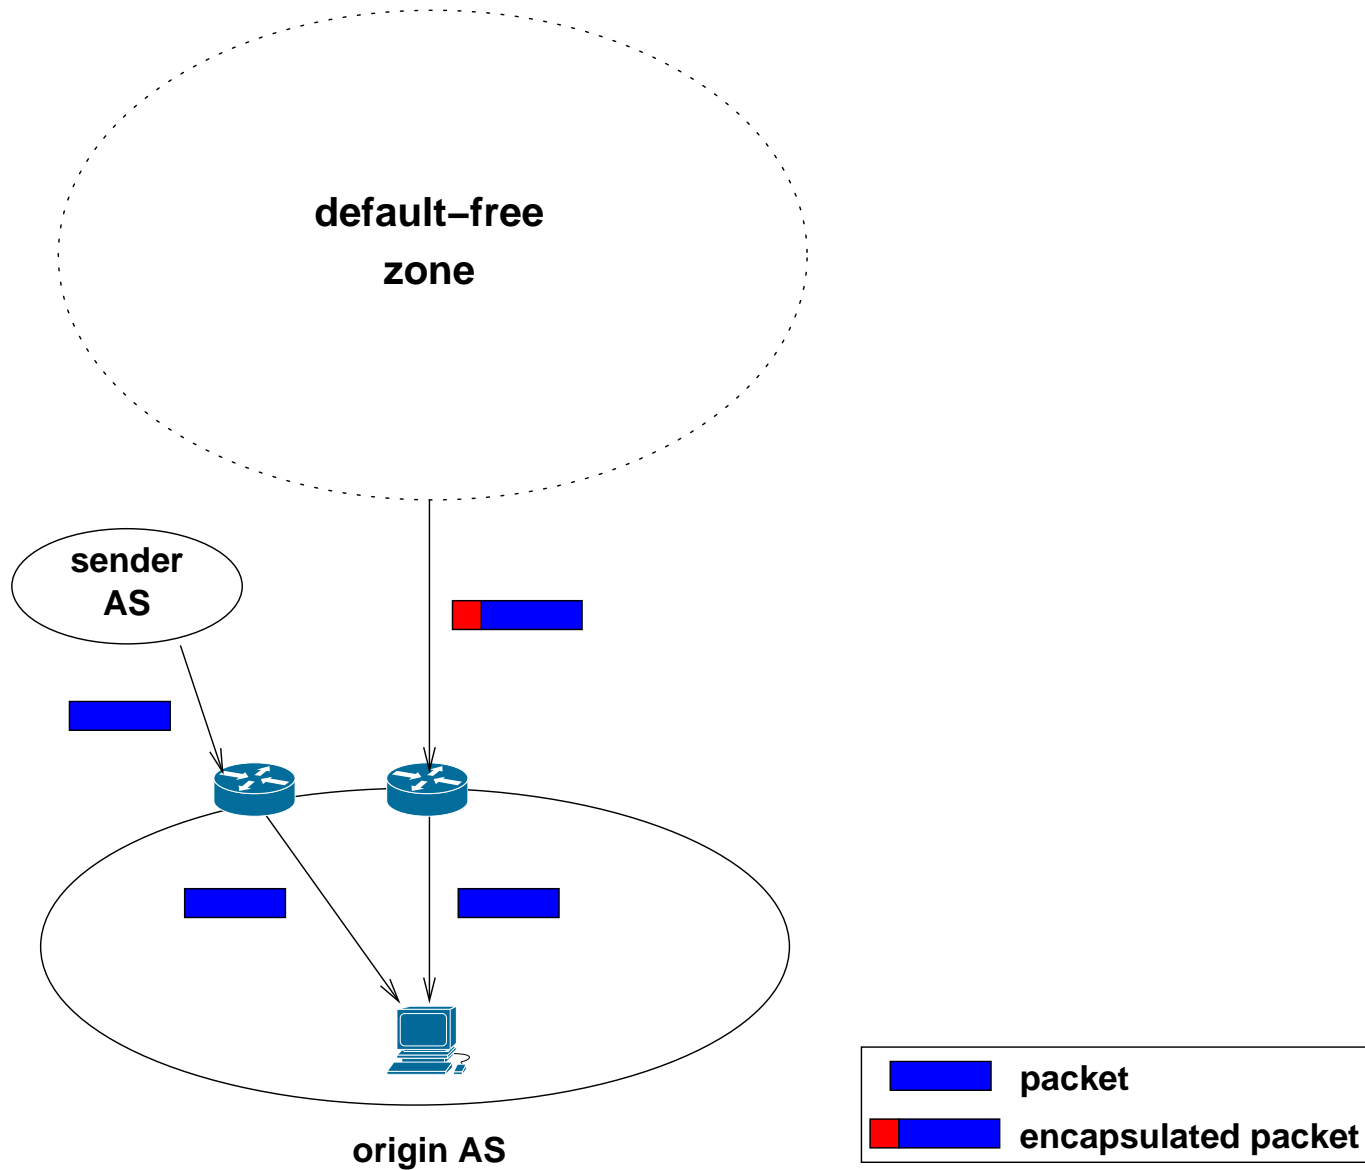 default−free
zone
sender
AS
origin AS
packet
encapsulated packet